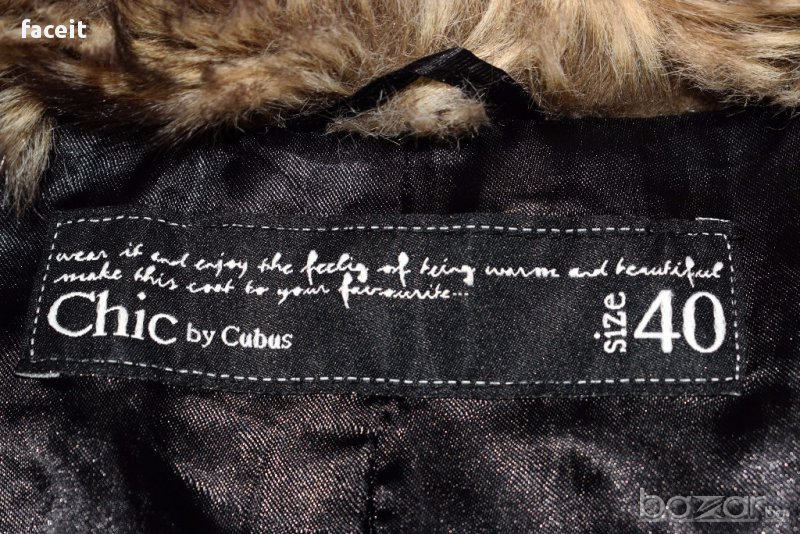 faceit
wear it and enjoy the feelig of being warm and beautiful
make this coat to your favourite...
Chic by Cubus
size 40
bazar